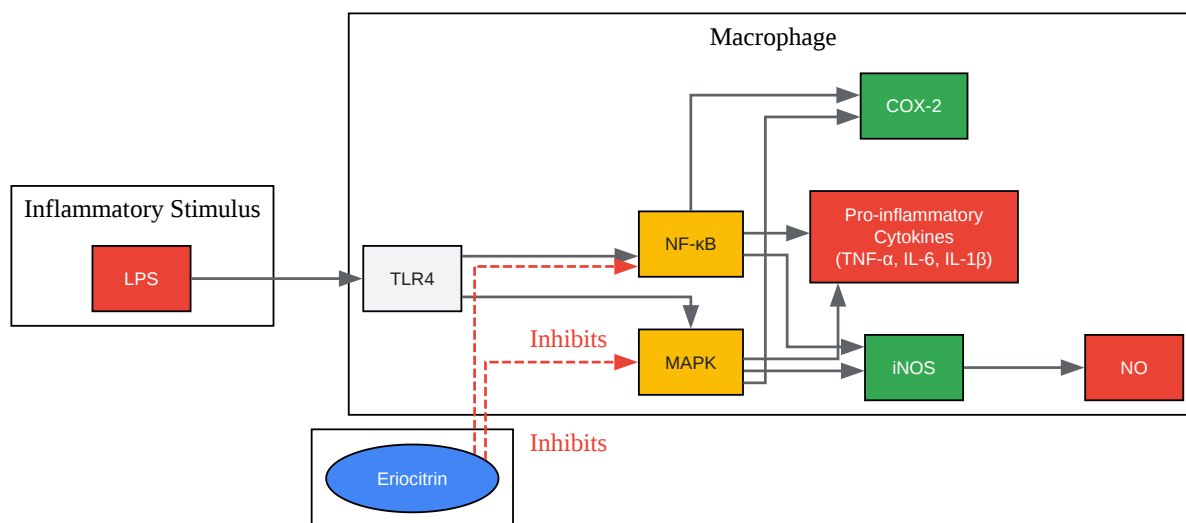 Macrophage
COX-2
Inflammatory Stimulus
LPS
TLR4
NF-κB
Pro-inflammatory
Cytokines
(TNF-α, IL-6, IL-1β)
Inhibits
MAPK
iNOS
NO
Inhibits
Eriocitrin